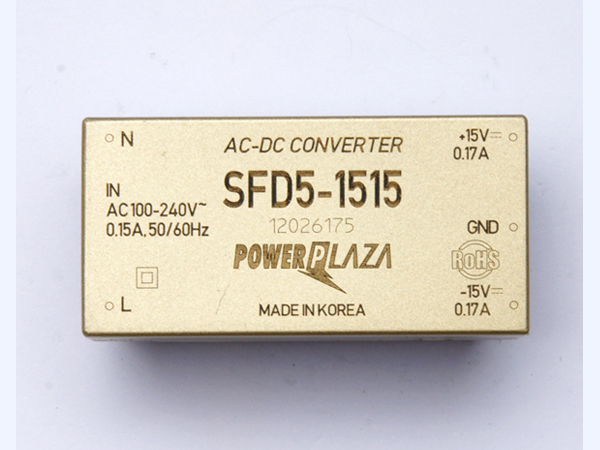 N
AC-DC CONVERTER
+15V⎓
0.17A
IN
AC100-240V~
0.15A,50/60Hz
SFD5-1515
12026175
POWERPLAZA
GND
RoHS
L
MADE IN KOREA
-15V⎓
0.17A